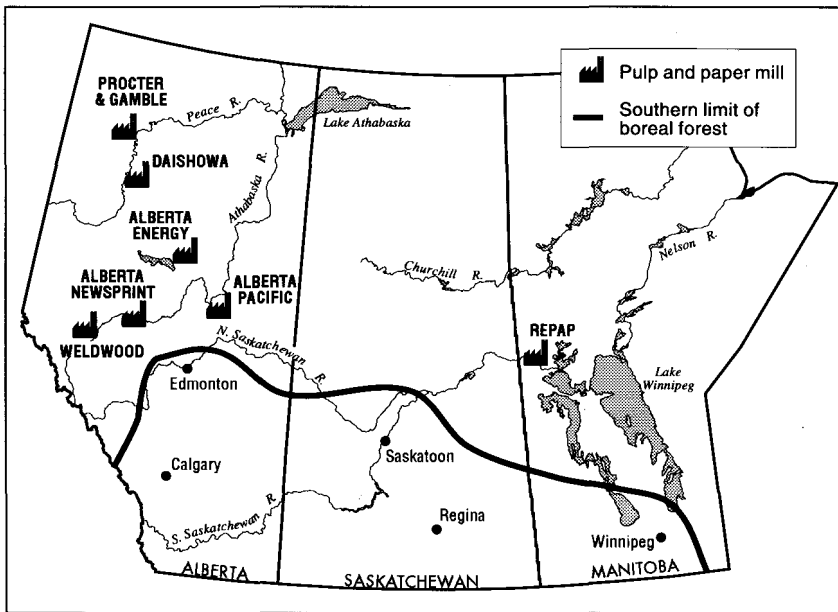 PROCTER
& GAMBLE
Peace R.
Lake Athabaska
Pulp and paper mill
Southern limit of
boreal forest
DAISHOWA
Athabaska R.
ALBERTA
ENERGY
ALBERTA
NEWSPRINT
ALBERTA
PACIFIC
WELDWOOD
Churchill R.
Nelson R.
N. Saskatchewan
R.
REPAP
Lake
Winnipeg
Edmonton
Calgary
Saskatoon
S. Saskatchewan R.
Regina
Winnipeg
ALBERTA
SASKATCHEWAN
MANITOBA